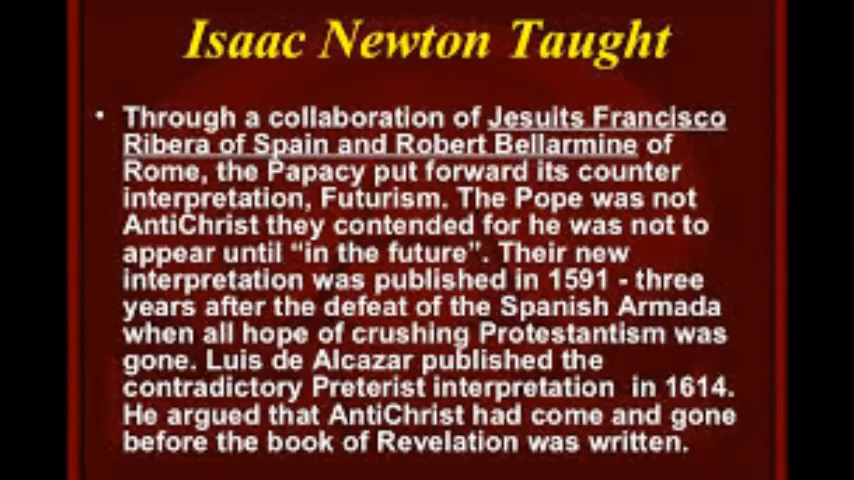 Isaac Newton Taught
• Through a collaboration of Jesuits Francisco
Ribera of Spain and Robert Bellarmine of
Rome, the Papacy put forward its counter
interpretation, Futurism. The Pope was not
AntiChrist they contended for he was not to
appear until “in the future”. Their new
interpretation was published in 1591 - three
years after the defeat of the Spanish Armada
when all hope of crushing Protestantism was
gone. Luis de Alcazar published the
contradictory Preterist interpretation  in 1614.
He argued that AntiChrist had come and gone
before the book of Revelation was written.